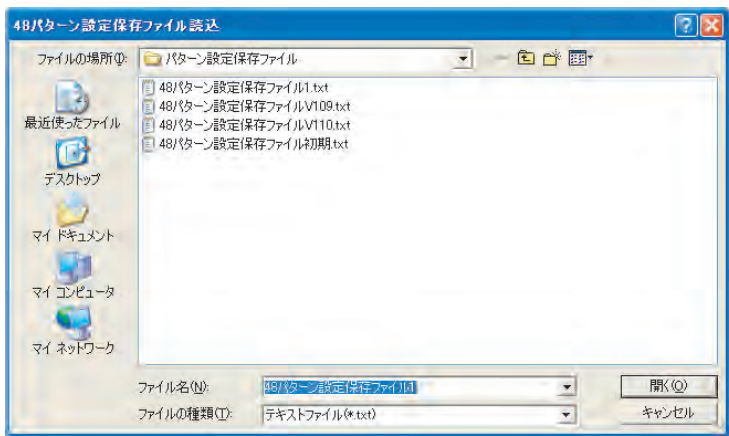 48パターン設定保存ファイル読込
ファイルの場所(I):
パターン設定保存ファイル
48パターン設定保存ファイル1.txt
48パターン設定保存ファイルV109.txt
48パターン設定保存ファイルV110.txt
48パターン設定保存ファイル初期.txt
最近使ったファイル
デスクトップ
マイ ドキュメント
マイ コンピュータ
マイ ネットワーク
ファイル名(N):
48パターン設定保存ファイル1
開く(O)
ファイルの種類(T):
テキストファイル(*.txt)
キャンセル